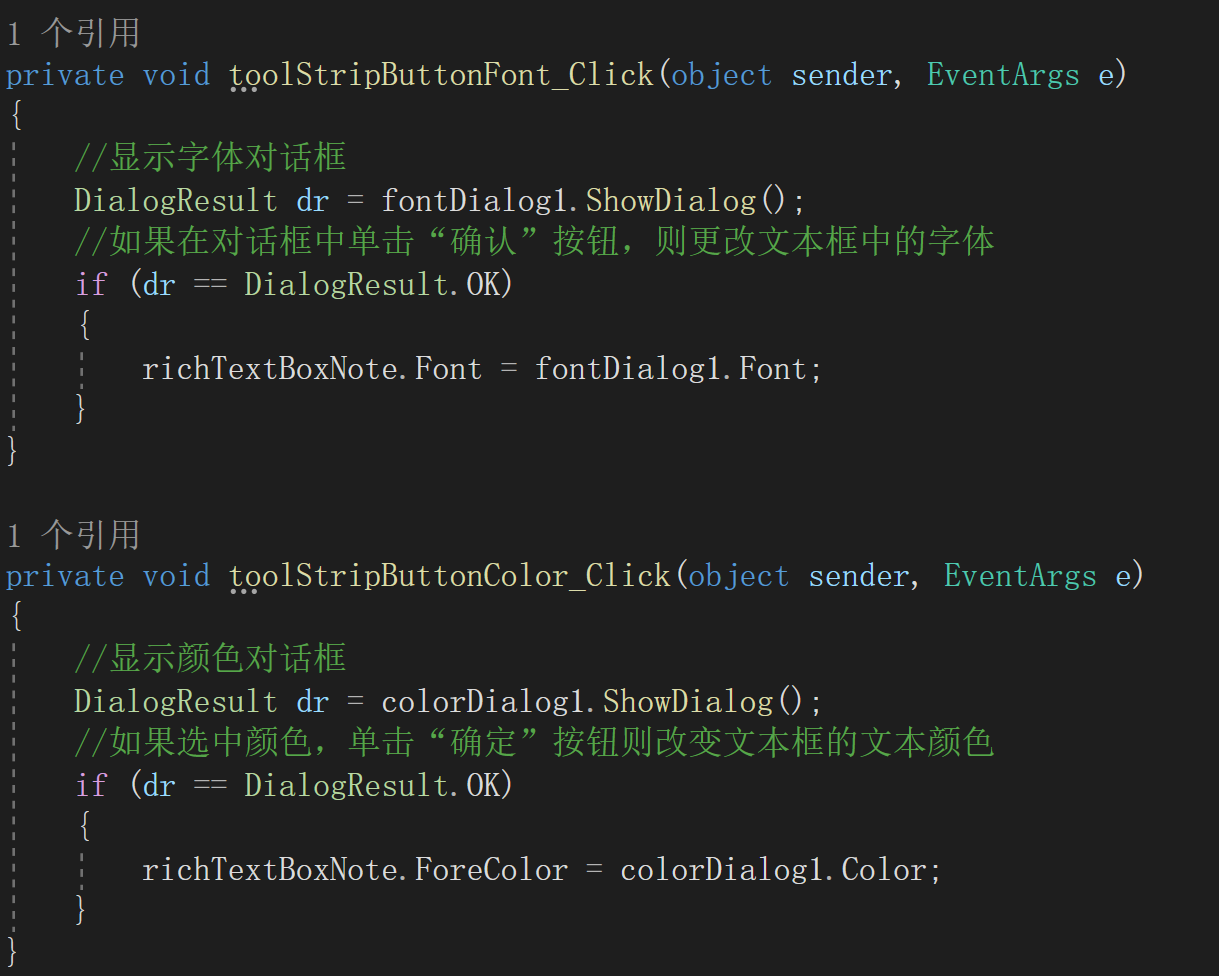 1 个引用
private void toolStripButtonFont_Click(object sender, EventArgs e)
{
//显示字体对话框
DialogResult dr = fontDialog1.ShowDialog();
//如果在对话框中单击“确认”按钮，则更改文本框中的字体
if (dr == DialogResult.OK)
{
richTextBoxNote.Font = fontDialog1.Font;
}
}
1 个引用
private void toolStripButtonColor_Click(object sender, EventArgs e)
{
//显示颜色对话框
DialogResult dr = colorDialog1.ShowDialog();
//如果选中颜色，单击“确定”按钮则改变文本框的文本颜色
if (dr == DialogResult.OK)
{
richTextBoxNote.ForeColor = colorDialog1.Color;
}
}